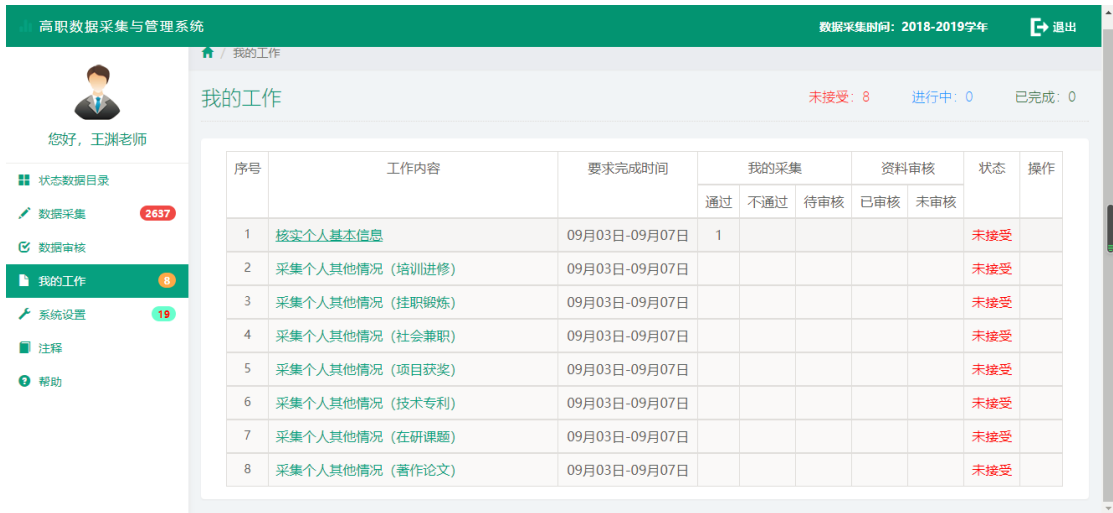 高职数据采集与管理系统 数据采集时间：2018-2019学年 退出
/ 我的工作
您好，王渊老师
状态数据目录
数据采集 2637
数据审核
我的工作 8
系统设置 19
注释
帮助
我的工作 未接受：8 进行中：0 已完成：0
序号 工作内容 要求完成时间 我的采集 资料审核 状态 操作
通过 不通过 待审核 已审核 未审核
1 核实个人基本信息 09月03日-09月07日 1 未接受
2 采集个人其他情况（培训进修） 09月03日-09月07日 未接受
3 采集个人其他情况（挂职锻炼） 09月03日-09月07日 未接受
4 采集个人其他情况（社会兼职） 09月03日-09月07日 未接受
5 采集个人其他情况（项目获奖） 09月03日-09月07日 未接受
6 采集个人其他情况（技术专利） 09月03日-09月07日 未接受
7 采集个人其他情况（在研课题） 09月03日-09月07日 未接受
8 采集个人其他情况（著作论文） 09月03日-09月07日 未接受